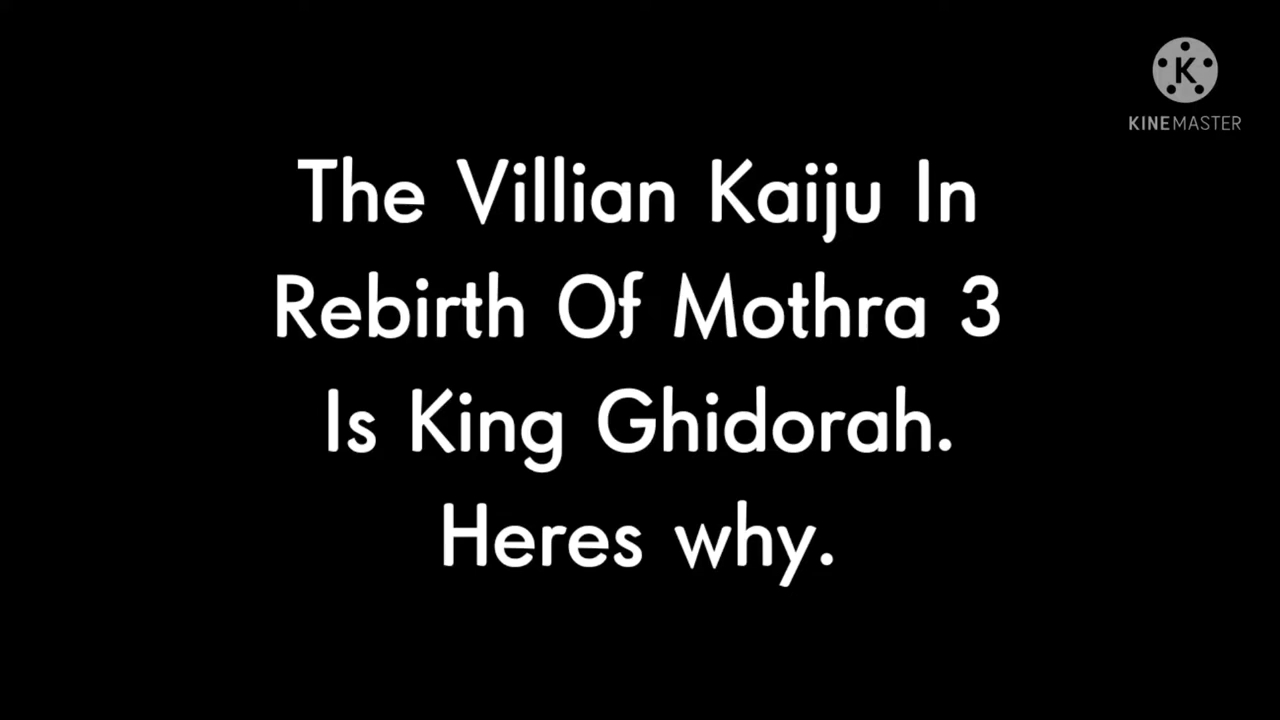 K
KINEMASTER
The Villian Kaiju In
Rebirth Of Mothra 3
Is King Ghidorah.
Heres why.